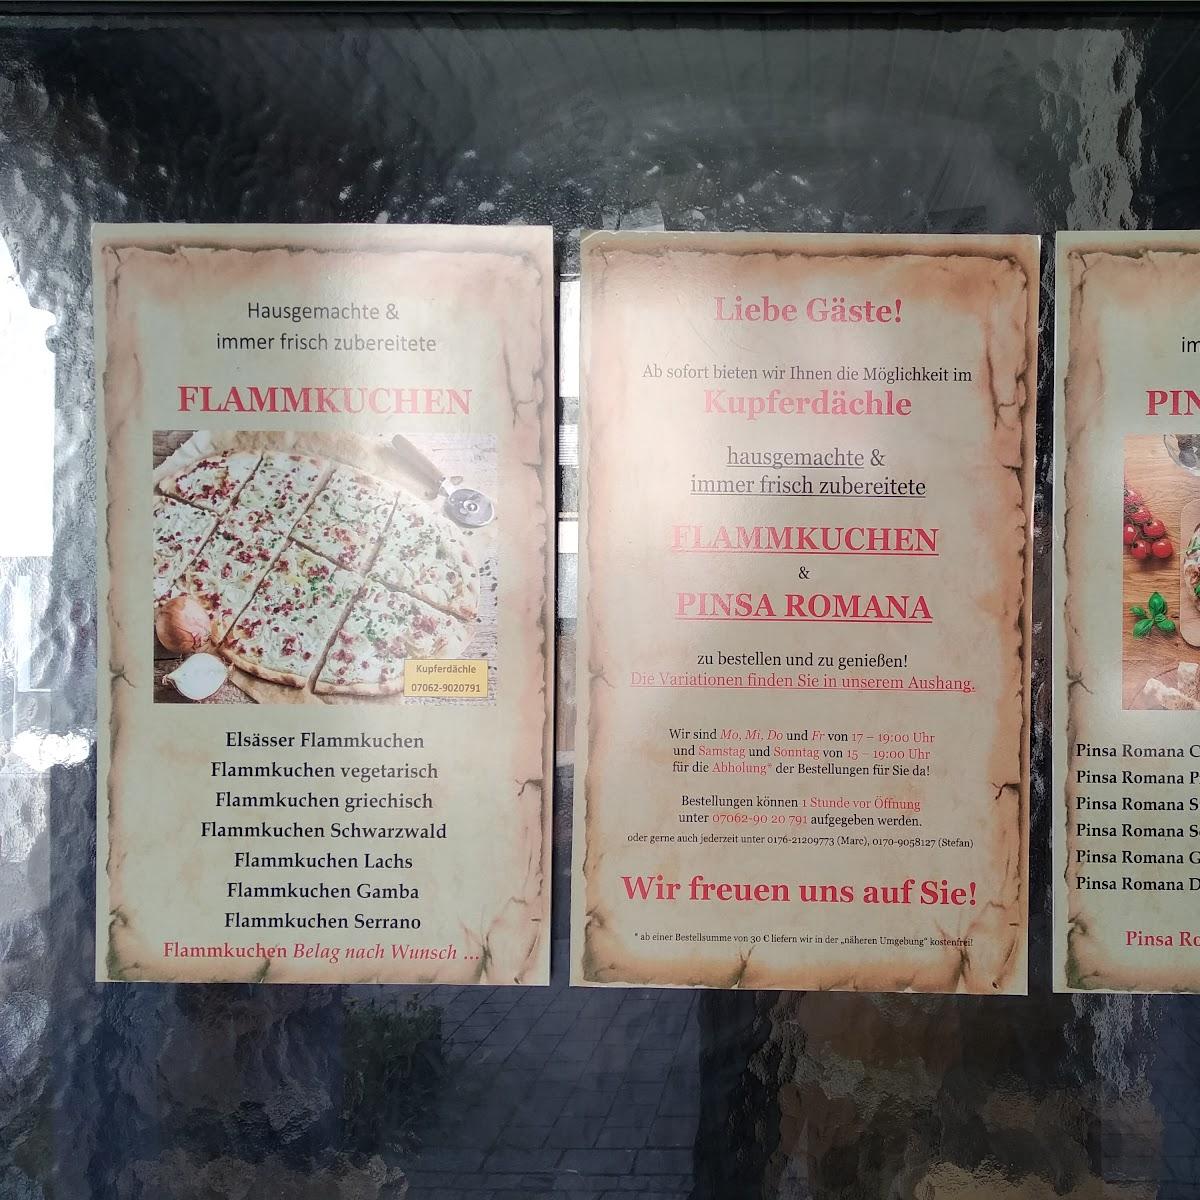 Hausgemachte &
immer frisch zubereitete
FLAMMKUCHEN
Kupferdächle
07062-9020791
Elsässer Flammkuchen
Flammkuchen vegetarisch
Flammkuchen griechisch
Flammkuchen Schwarzwald
Flammkuchen Lachs
Flammkuchen Gamba
Flammkuchen Serrano
Flammkuchen Belag nach Wunsch ...
Liebe Gäste!
Ab sofort bieten wir Ihnen die Möglichkeit im
Kupferdächle
hausgemachte &
immer frisch zubereitete
FLAMMKUCHEN
&
PINSA ROMANA
zu bestellen und zu genießen!
Die Variationen finden Sie in unserem Aushang.
Wir sind Mo, Mi, Do und Fr von 17 – 19:00 Uhr
und Samstag und Sonntag von 15 – 19:00 Uhr
für die Abholung* der Bestellungen für Sie da!
Bestellungen können 1 Stunde vor Öffnung
unter 07062-90 20 791 aufgegeben werden.
oder gerne auch jederzeit unter 0176-21209773 (Marc), 0170-9058127 (Stefan)
Wir freuen uns auf Sie!
* ab einer Bestellsumme von 30 € liefern wir in der „näheren Umgebung“ kostenfrei!
im
PIN
Pinsa Romana C
Pinsa Romana P
Pinsa Romana S
Pinsa Romana Se
Pinsa Romana G
Pinsa Romana D
Pinsa Ro